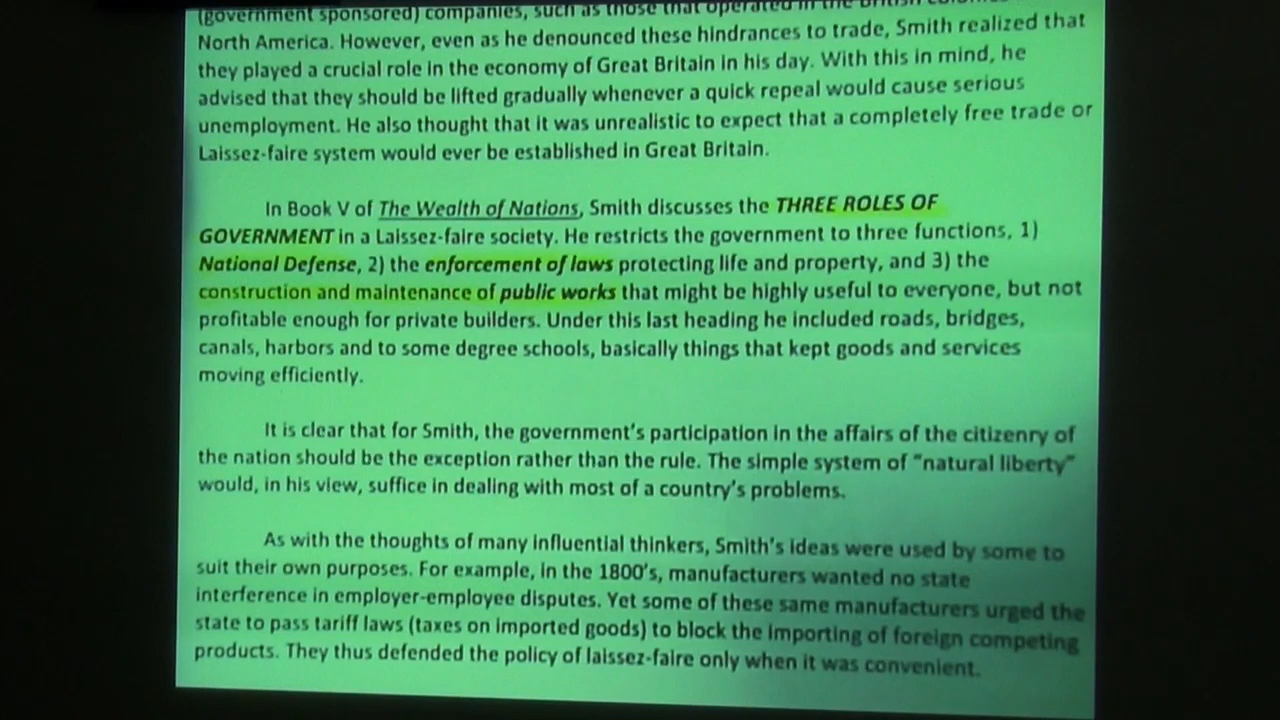 (government sponsored) companies, such as those that operated in the British
North America. However, even as he denounced these hindrances to trade, Smith realized that
they played a crucial role in the economy of Great Britain in his day. With this in mind, he
advised that they should be lifted gradually whenever a quick repeal would cause serious
unemployment. He also thought that it was unrealistic to expect that a completely free trade or
Laissez-faire system would ever be established in Great Britain.
In Book V of The Wealth of Nations, Smith discusses the THREE ROLES OF
GOVERNMENT in a Laissez-faire society. He restricts the government to three functions, 1)
National Defense, 2) the enforcement of laws protecting life and property, and 3) the
construction and maintenance of public works that might be highly useful to everyone, but not
profitable enough for private builders. Under this last heading he included roads, bridges,
canals, harbors and to some degree schools, basically things that kept goods and services
moving efficiently.
It is clear that for Smith, the government's participation in the affairs of the citizenry of
the nation should be the exception rather than the rule. The simple system of "natural liberty"
would, in his view, suffice in dealing with most of a country's problems.
As with the thoughts of many influential thinkers, Smith's ideas were used by some to
suit their own purposes. For example, in the 1800's, manufacturers wanted no state
interference in employer-employee disputes. Yet some of these same manufacturers urged the
state to pass tariff laws (taxes on imported goods) to block the importing of foreign competing
products. They thus defended the policy of laissez-faire only when it was convenient.